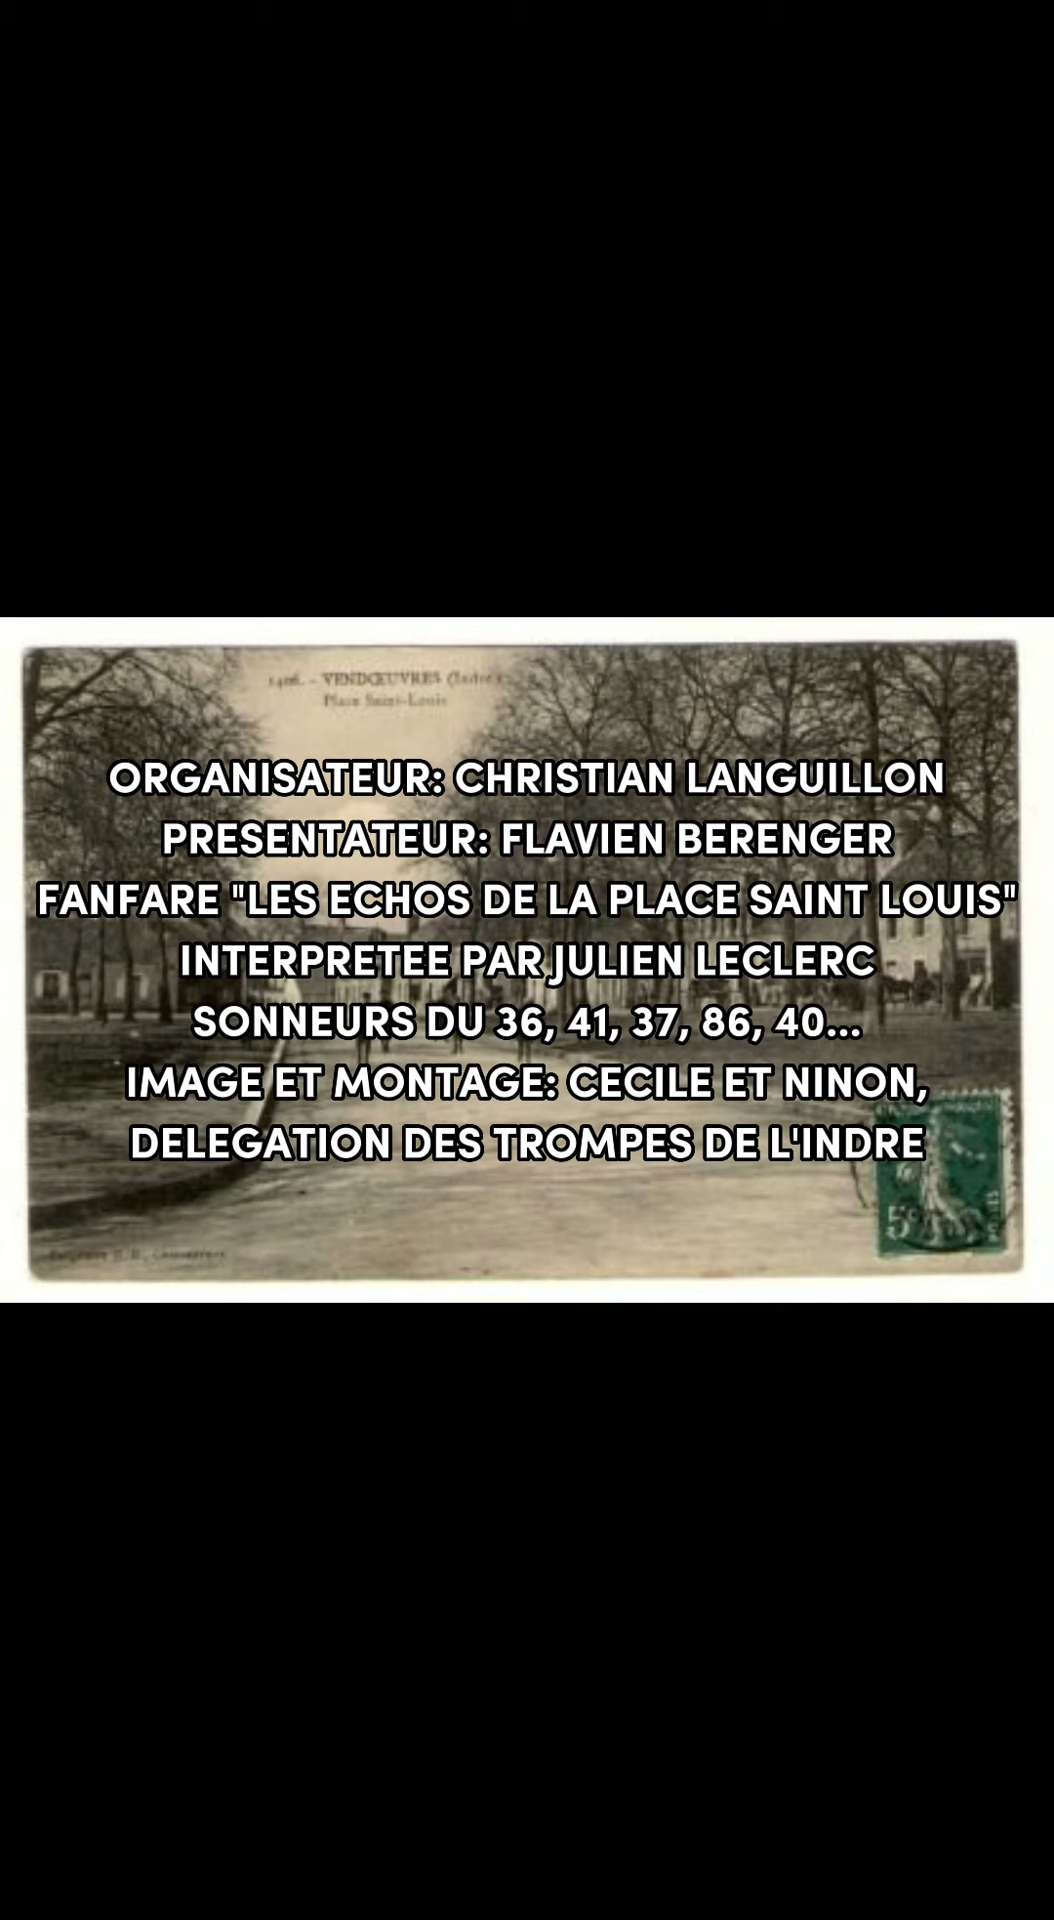 1406. - VENDŒUVRES (Indre)
Place Saint-Louis
ORGANISATEUR: CHRISTIAN LANGUILLON
PRESENTATEUR: FLAVIEN BERENGER
FANFARE "LES ECHOS DE LA PLACE SAINT LOUIS"
INTERPRETEE PAR JULIEN LECLERC
SONNEURS DU 36, 41, 37, 86, 40...
IMAGE ET MONTAGE: CECILE ET NINON,
DELEGATION DES TROMPES DE L'INDRE
5c
POSTES